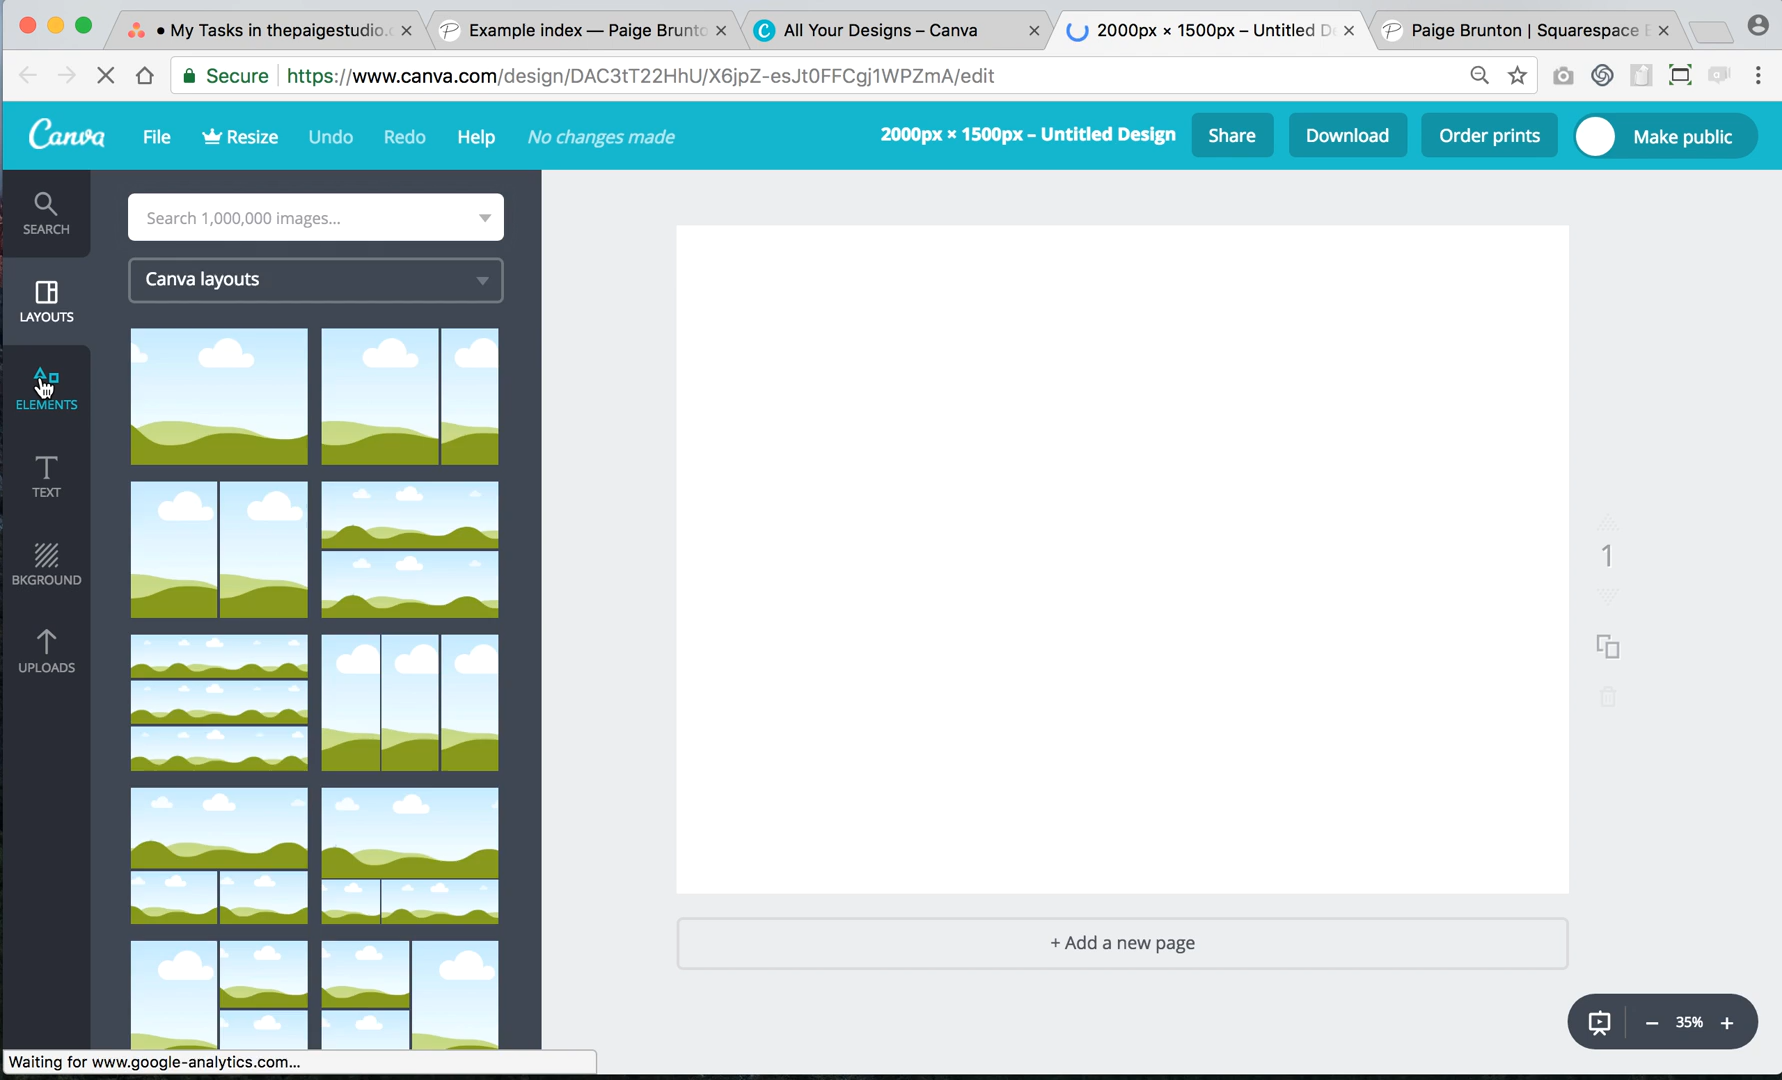 • My Tasks in thepaigestudio.c
Example index — Paige Brunto
All Your Designs – Canva
2000px × 1500px – Untitled De
Paige Brunton | Squarespace E
Secure
https://www.canva.com/design/DAC3tT22HhU/X6jpZ-esJt0FFCgj1WPZmA/edit
Canva
File
Resize
Undo
Redo
Help
No changes made
2000px × 1500px – Untitled Design
Share
Download
Order prints
Make public
SEARCH
LAYOUTS
ELEMENTS
TEXT
BKGROUND
UPLOADS
Search 1,000,000 images...
Canva layouts
1
+ Add a new page
35%
Waiting for www.google-analytics.com...